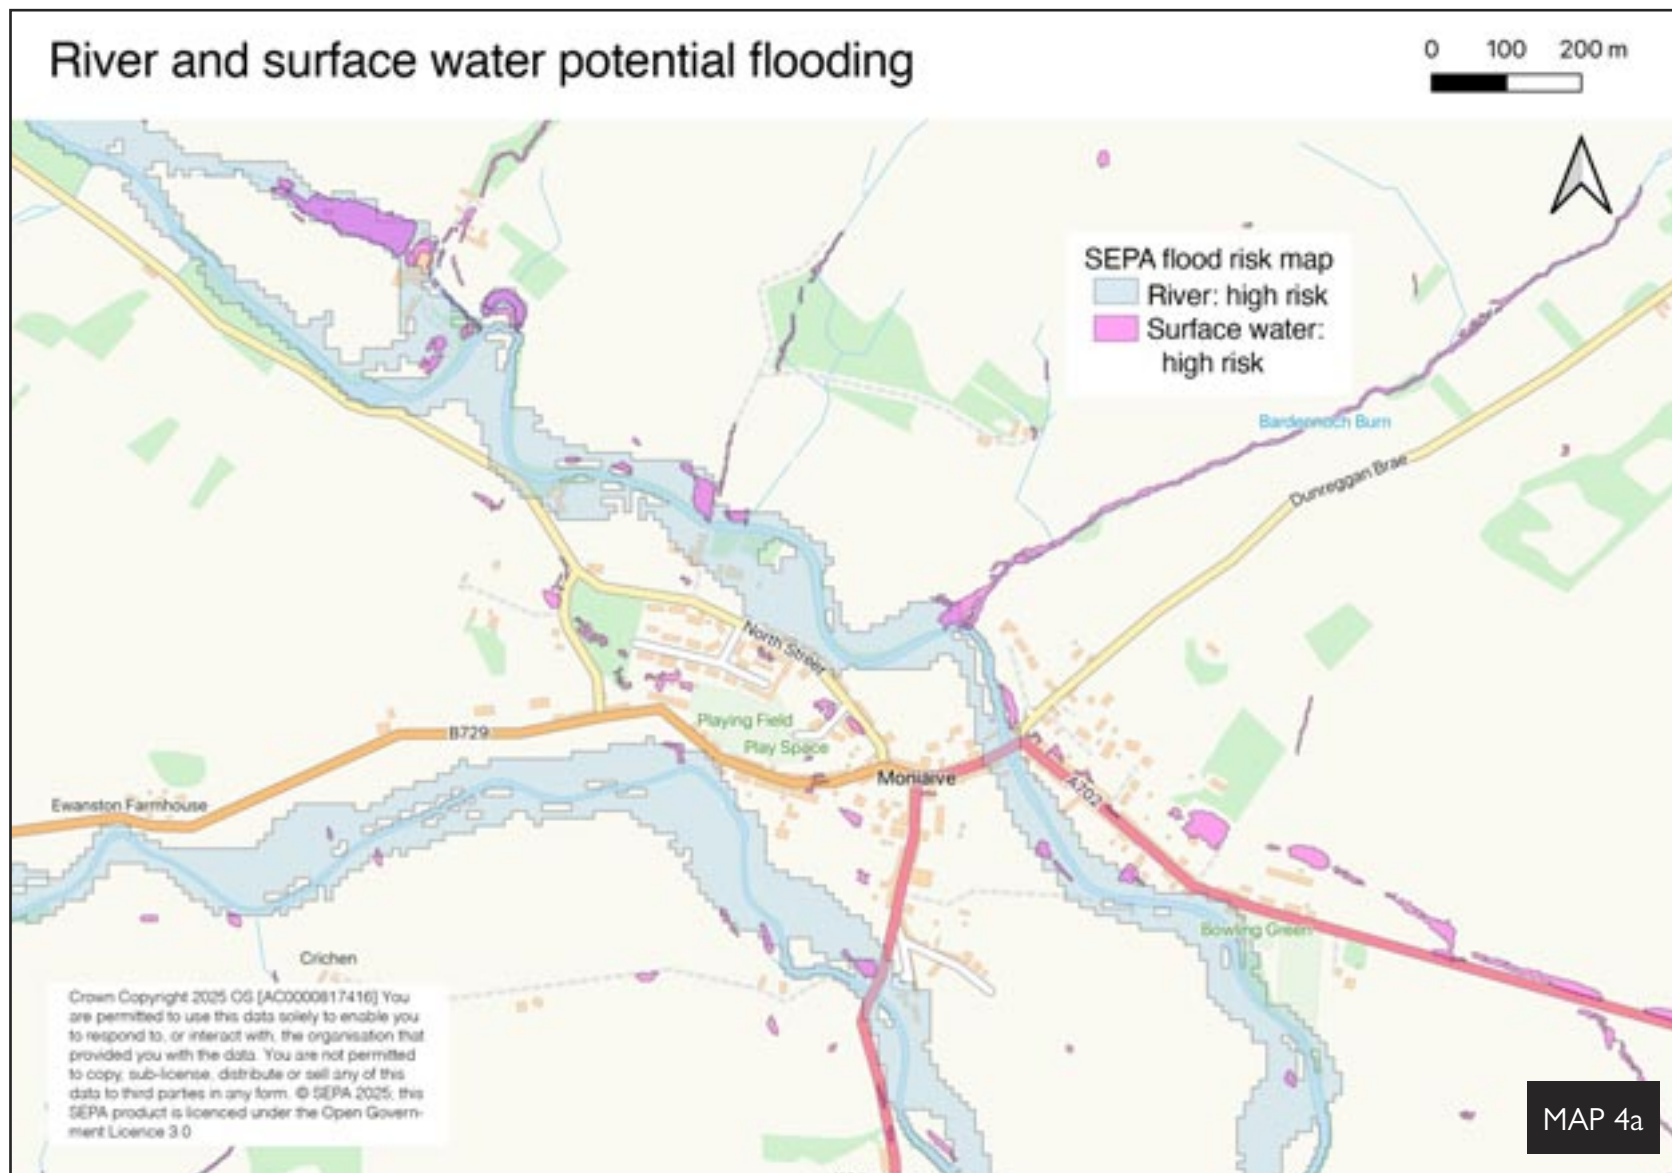 River and surface water potential flooding
0 100 200 m
SEPA flood risk map
River: high risk
Surface water:
high risk
Bardennoch Burn
Dunreggan Brae
North Street
Playing Field
Play Space
B729
Moniaive
Ewanston Farmhouse
A702
Bowling Green
Crichen
Crown Copyright 2025 OS [AC0000817416] You
are permitted to use this data solely to enable you
to respond to, or interact with, the organisation that
provided you with the data. You are not permitted
to copy, sub-license, distribute or sell any of this
data to third parties in any form. © SEPA 2025; this
SEPA product is licenced under the Open Govern-
ment Licence 3.0
MAP 4a